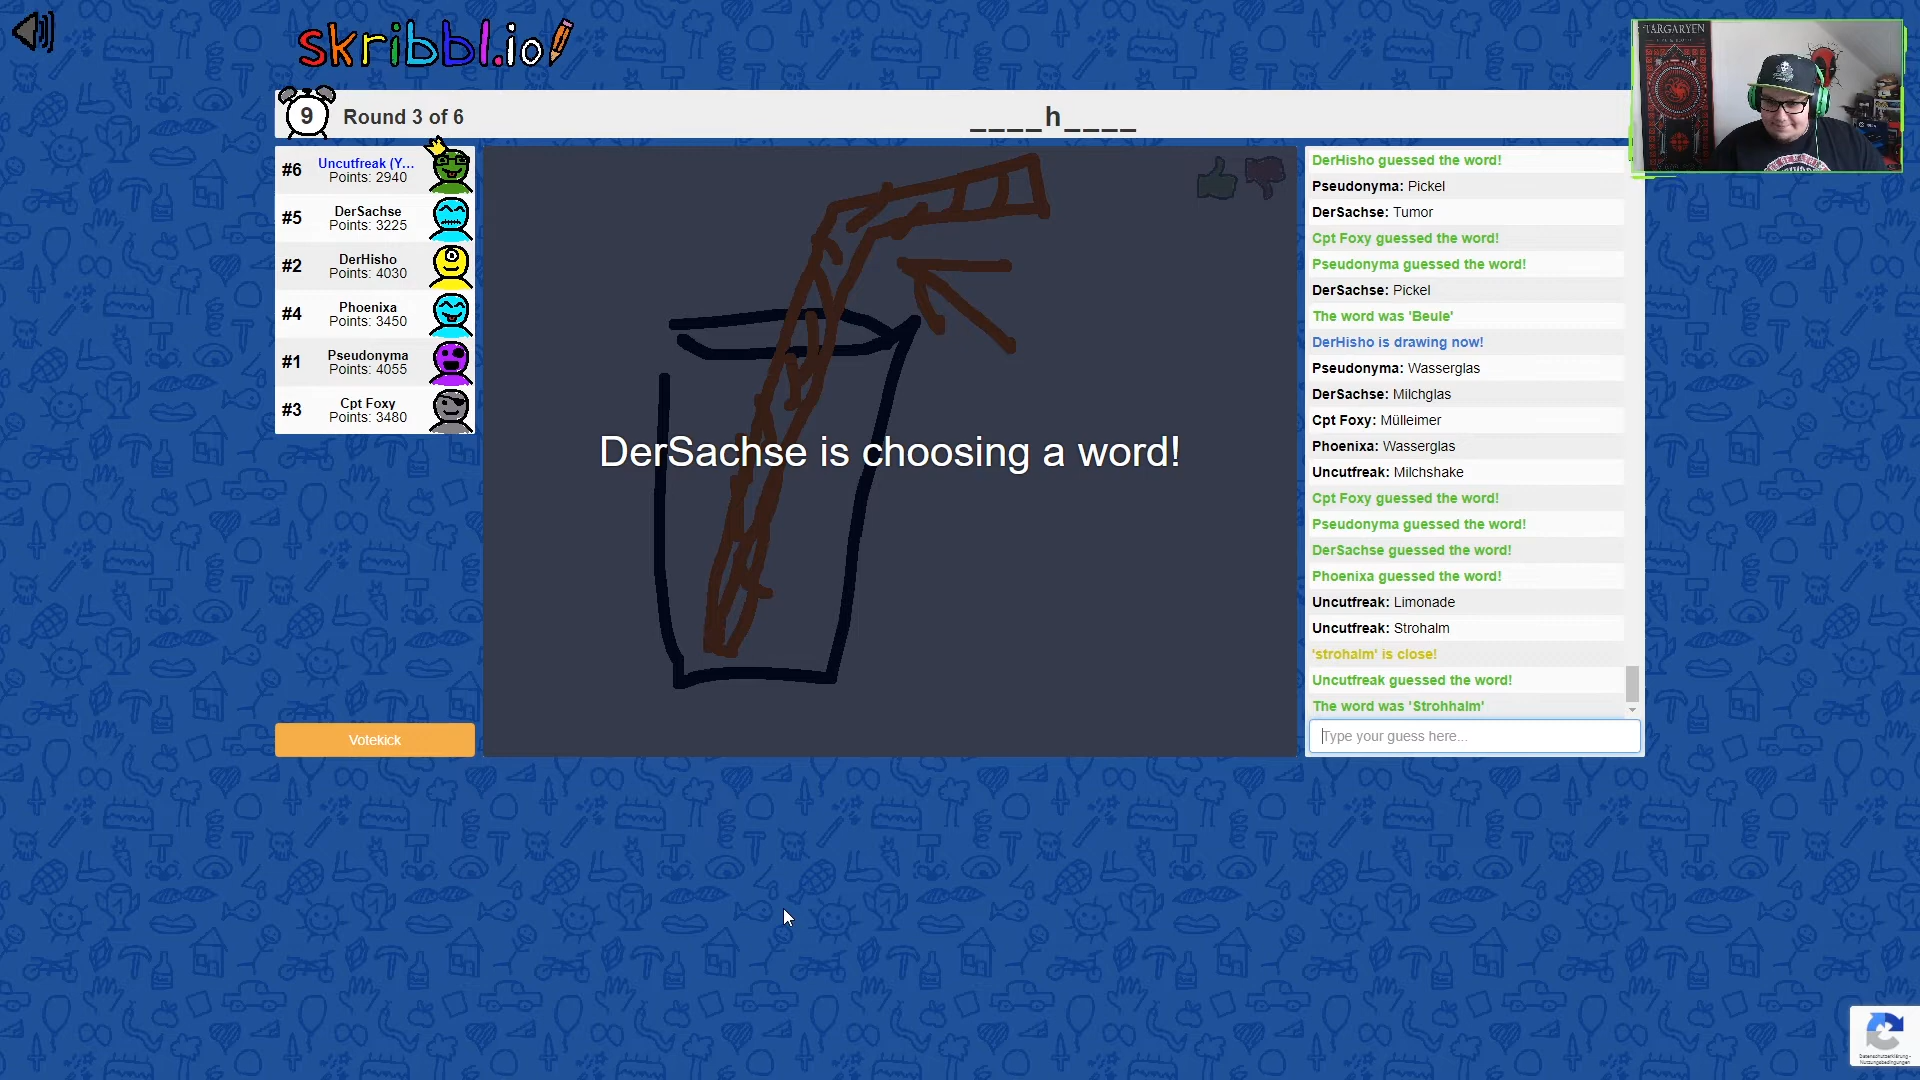 skribbl.io
9
Round 3 of 6
____h____
TARGARYEN
#6
Uncutfreak (Y...
Points: 2940
#5
DerSachse
Points: 3225
#2
DerHisho
Points: 4030
#4
Phoenixa
Points: 3450
#1
Pseudonyma
Points: 4055
#3
Cpt Foxy
Points: 3480
Votekick
DerSachse is choosing a word!
DerHisho guessed the word!
Pseudonyma: Pickel
DerSachse: Tumor
Cpt Foxy guessed the word!
Pseudonyma guessed the word!
DerSachse: Pickel
The word was 'Beule'
DerHisho is drawing now!
Pseudonyma: Wasserglas
DerSachse: Milchglas
Cpt Foxy: Mülleimer
Phoenixa: Wasserglas
Uncutfreak: Milchshake
Cpt Foxy guessed the word!
Pseudonyma guessed the word!
DerSachse guessed the word!
Phoenixa guessed the word!
Uncutfreak: Limonade
Uncutfreak: Strohalm
'strohalm' is close!
Uncutfreak guessed the word!
The word was 'Strohhalm'
Type your guess here...
Datenschutzerklärung -
Nutzungsbedingungen